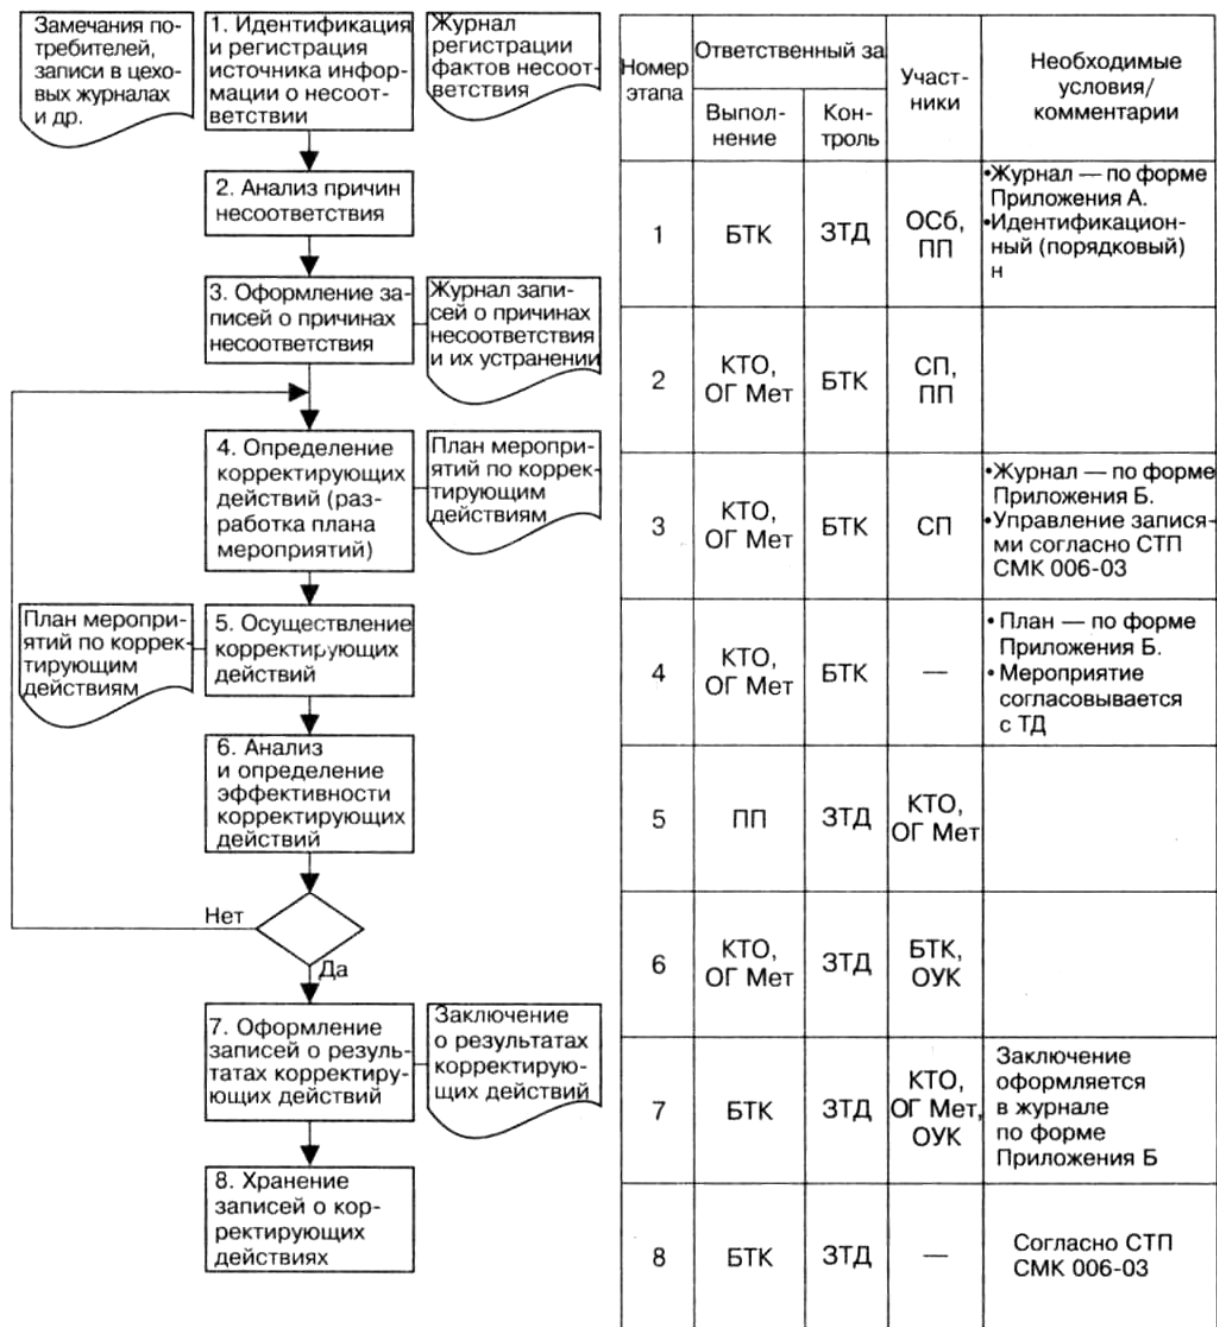 Замечания по-
требителей,
записи в цехо-
вых журналах
и др.
1. Идентификация
и регистрация
источника инфор-
мации о несоот-
ветствии
Журнал
регистрации
фактов несоот-
ветствия
2. Анализ причин
несоответствия
3. Оформление за-
писей о причинах
несоответствия
Журнал запи-
сей о причинах
несоответствия
и их устранении
4. Определение
корректирующих
действий (раз-
работка плана
мероприятий)
План меропри-
ятий по коррек-
тирующим
действиям
План меропри-
ятий по коррек-
тирующим
действиям
5. Осуществление
корректирующих
действий
6. Анализ
и определение
эффективности
корректирующих
действий
Нет
Да
7. Оформление
записей о резуль-
татах корректиру-
ющих действий
Заключение
о результатах
корректирую-
щих действий
8. Хранение
записей о кор-
ректирующих
действиях
Номер
этапа
Ответственный за
Выпол-
нение
Кон-
троль
Участ-
ники
Необходимые
условия/
комментарии
1
БТК
ЗТД
ОСб,
ПП
•Журнал — по форме
Приложения А.
•Идентификацион-
ный (порядковый)
н
2
КТО,
ОГ Мет
БТК
СП,
ПП
3
КТО,
ОГ Мет
БТК
СП
•Журнал — по форме
Приложения Б.
•Управление запися-
ми согласно СТП
СМК 006-03
4
КТО,
ОГ Мет
БТК
—
• План — по форме
Приложения Б.
• Мероприятие
согласовывается
с ТД
5
ПП
ЗТД
КТО,
ОГ Мет
6
КТО,
ОГ Мет
ЗТД
БТК,
ОУК
7
БТК
ЗТД
КТО,
ОГ Мет,
ОУК
Заключение
оформляется
в журнале
по форме
Приложения Б
8
БТК
ЗТД
—
Согласно СТП
СМК 006-03